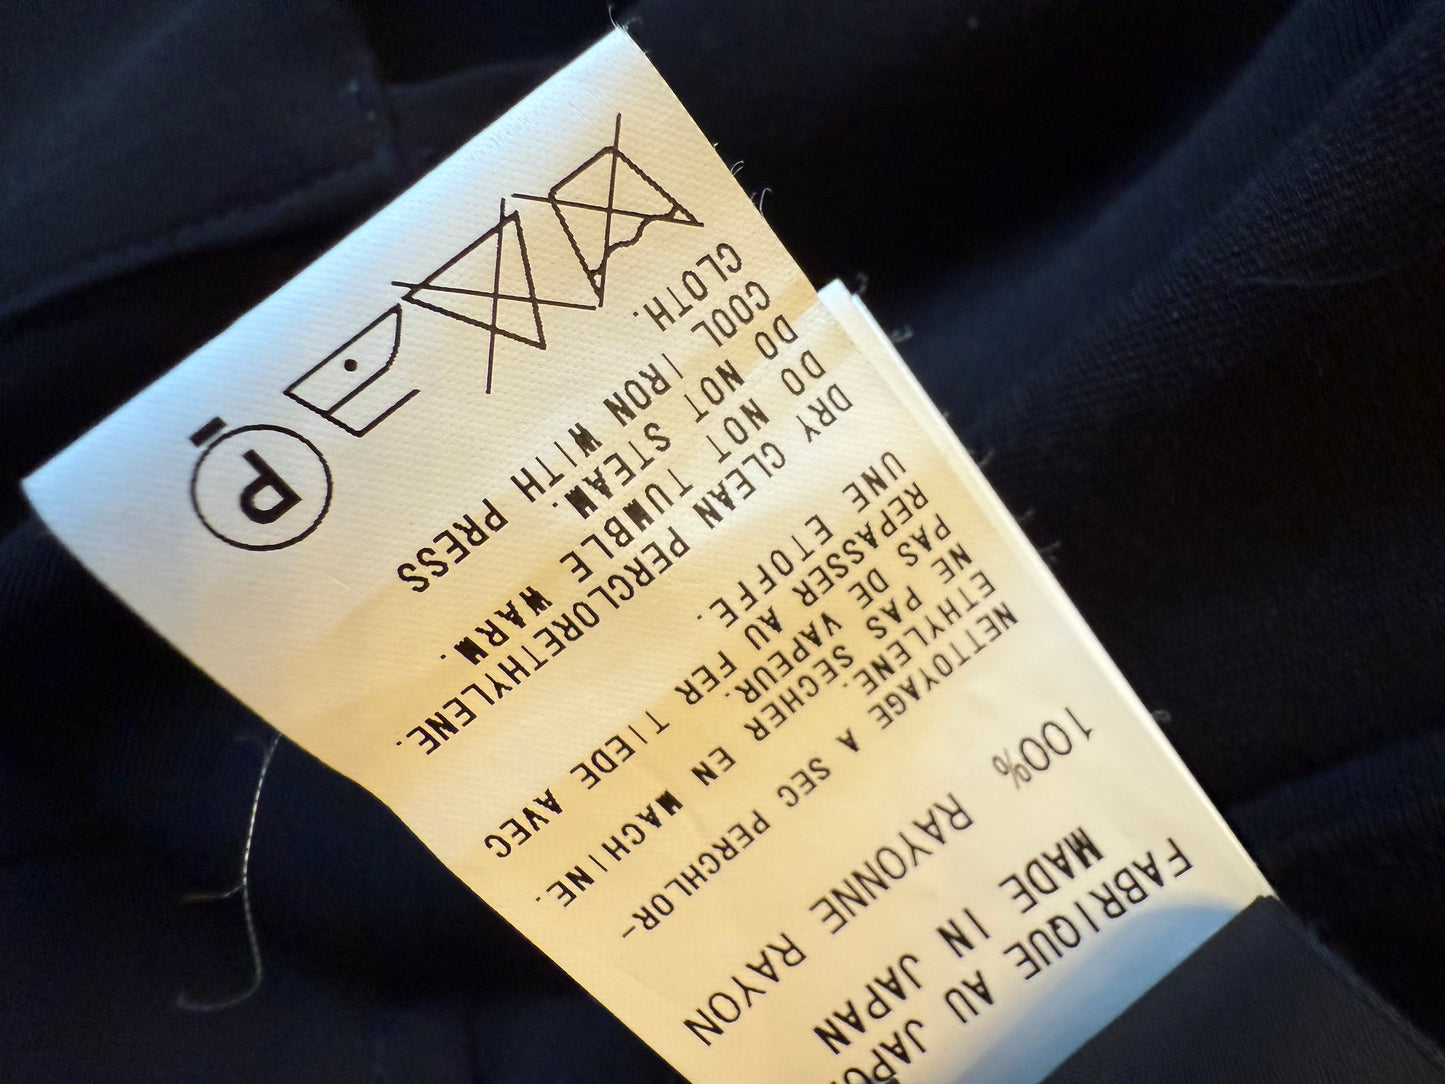 FABRIQUE AU JAPO
MADE IN JAPAN
100% RAYONNE RAYON
NETTOYAGE A SEC PERCHLOR-
ETHYLENE.
NE PAS SECHER EN MACHINE.
PAS DE VAPEUR.
REPASSER AU FER TIEDE AVEC
UNE ETOFFE.
DRY CLEAN PERCLORETHYLENE.
DO NOT TUMBLE WARM.
DO NOT STEAM.
COOL IRON WITH PRESS
CLOTH.
P